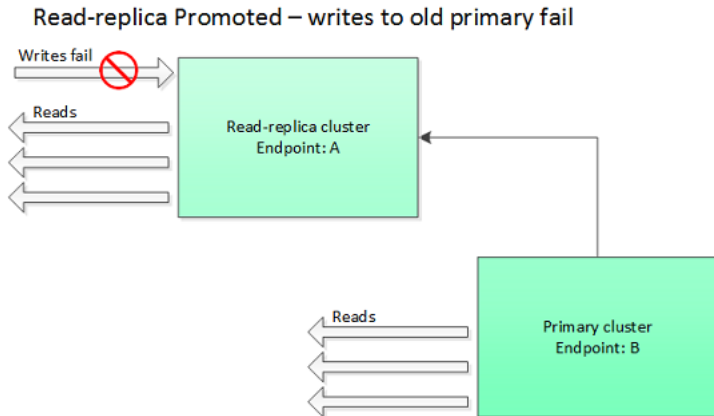 Read-replica Promoted – writes to old primary fail
Writes fail
Reads
Read-replica cluster
Endpoint: A
Reads
Primary cluster
Endpoint: B